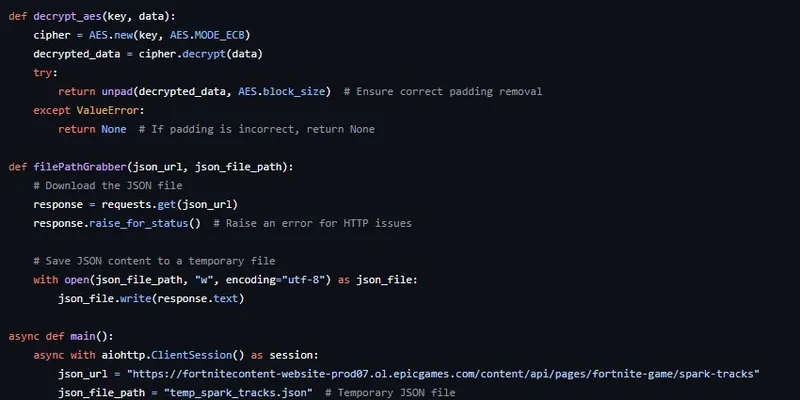 def decrypt_aes(key, data):
    cipher = AES.new(key, AES.MODE_ECB)
    decrypted_data = cipher.decrypt(data)
    try:
        return unpad(decrypted_data, AES.block_size)  # Ensure correct padding removal
    except ValueError:
        return None  # If padding is incorrect, return None

def filePathGrabber(json_url, json_file_path):
    # Download the JSON file
    response = requests.get(json_url)
    response.raise_for_status()  # Raise an error for HTTP issues

    # Save JSON content to a temporary file
    with open(json_file_path, "w", encoding="utf-8") as json_file:
        json_file.write(response.text)

async def main():
    async with aiohttp.ClientSession() as session:
        json_url = "https://fortnitecontent-website-prod07.ol.epicgames.com/content/api/pages/fortnite-game/spark-tracks"
        json_file_path = "temp_spark_tracks.json"  # Temporary JSON file